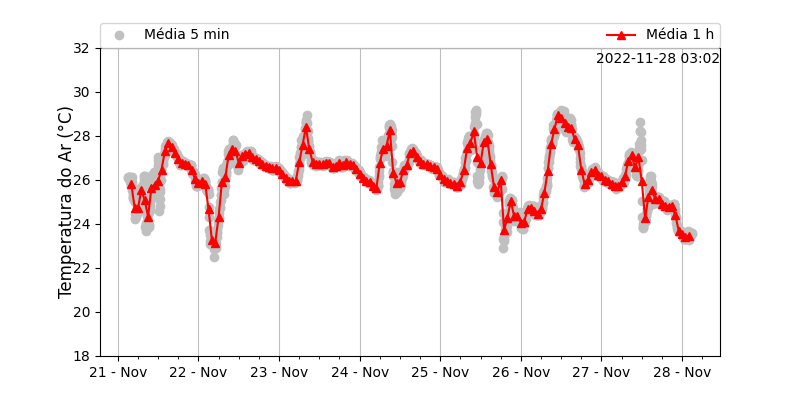 Média 5 min
Média 1 h
2022-11-28 03:02
Temperatura do Ar (°C)
32
30
28
26
24
22
20
18
21 - Nov
22 - Nov
23 - Nov
24 - Nov
25 - Nov
26 - Nov
27 - Nov
28 - Nov